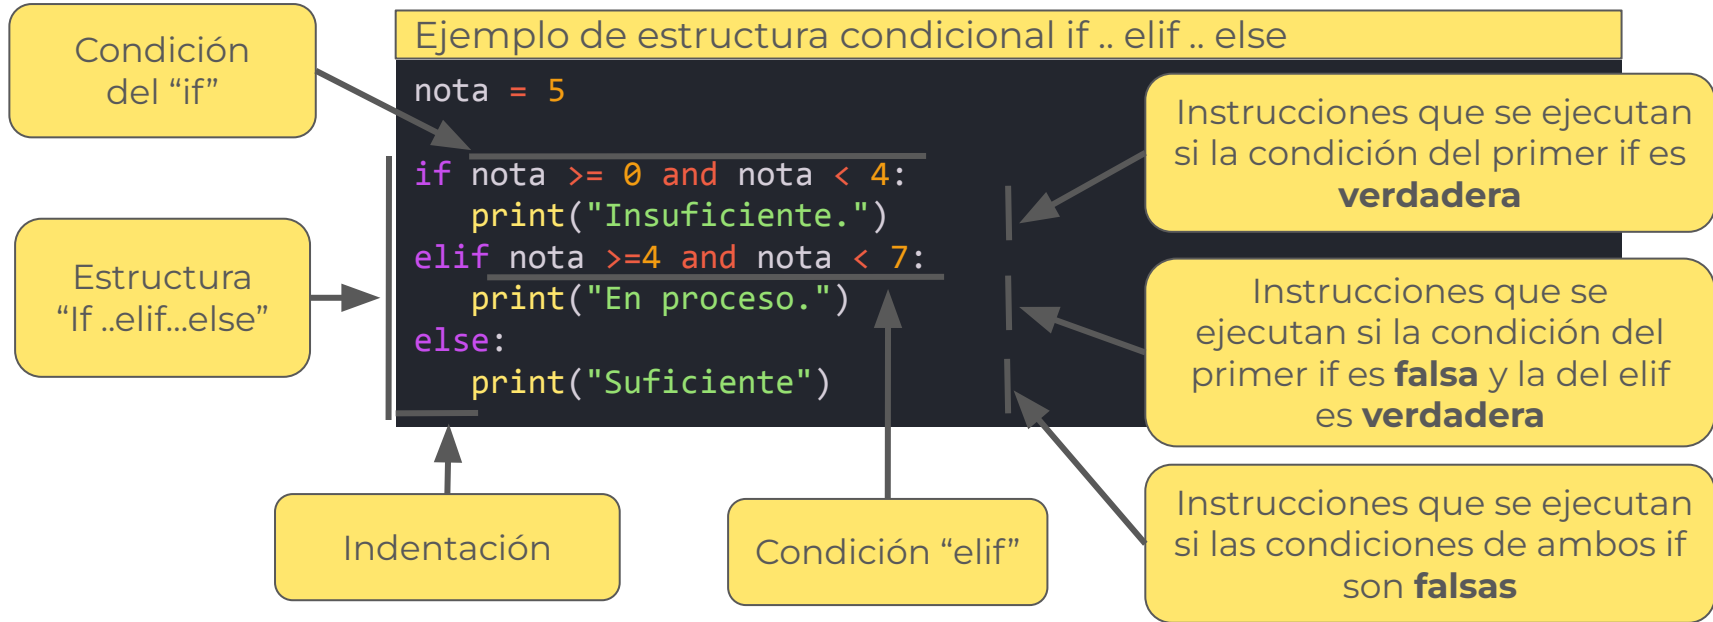 Ejemplo de estructura condicional if .. elif .. else
Condición
del “if”
nota = 5
if nota >= 0 and nota < 4:
print("Insuficiente.")
elif nota >=4 and nota < 7:
print("En proceso.")
else:
print("Suficiente")
Instrucciones que se ejecutan
si la condición del primer if es
verdadera
Estructura
“If ..elif...else”
Instrucciones que se
ejecutan si la condición del
primer if es falsa y la del elif
es verdadera
Indentación
Condición “elif”
Instrucciones que se ejecutan
si las condiciones de ambos if
son falsas